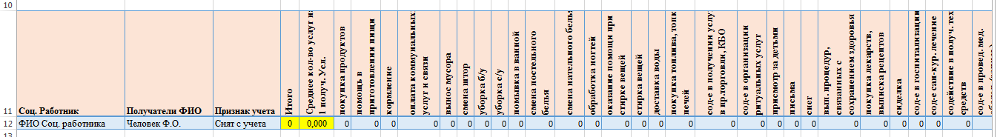 10
11
Соц. Работник
Получатели ФИО
Признак учета
Итого
Среднее кол-во услуг на
1 получ. Усл.
покупка продуктов
помощь в
приготовлении пищи
кормление
оплата коммунальных
услуг и связи
вынос мусора
смена штор
уборка б/у
уборка с/у
помывка в ванной
смена постельного
белья
смена нательного белья
обработка ногтей
оказание помощи при
стирке вещей
стирка вещей
доставка воды
покупка топлива, топка
печей
сод-е в получении услуг
в пр.торговли, КБО
сод-е в организации
ритуальных услуг
присмотр за детьми
письма
снег
вып. процедур,
связанных с
сохранением здоровья
покупка лекарств,
выписка рецептов
сиделка
сод-е в госпитализации
сод-е сан-кур. лечение
содействие в получ. тех.
средств
сод-е в провед. мед.
12 ФИО Соц. работника Человек Ф.О. Снят с учета 0 0,000 0 0 0 0 0 0 0 0 0 0 0 0 0 0 0 0 0 0 0 0 0 0 0 0 0 0 0
13